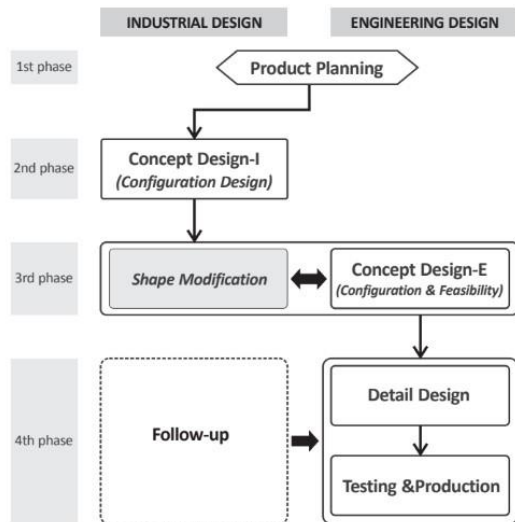 INDUSTRIAL DESIGN
ENGINEERING DESIGN
1st phase
Product Planning
2nd phase
Concept Design-I
(Configuration Design)
3rd phase
Shape Modification
Concept Design-E
(Configuration & Feasibility)
4th phase
Follow-up
Detail Design
Testing &Production